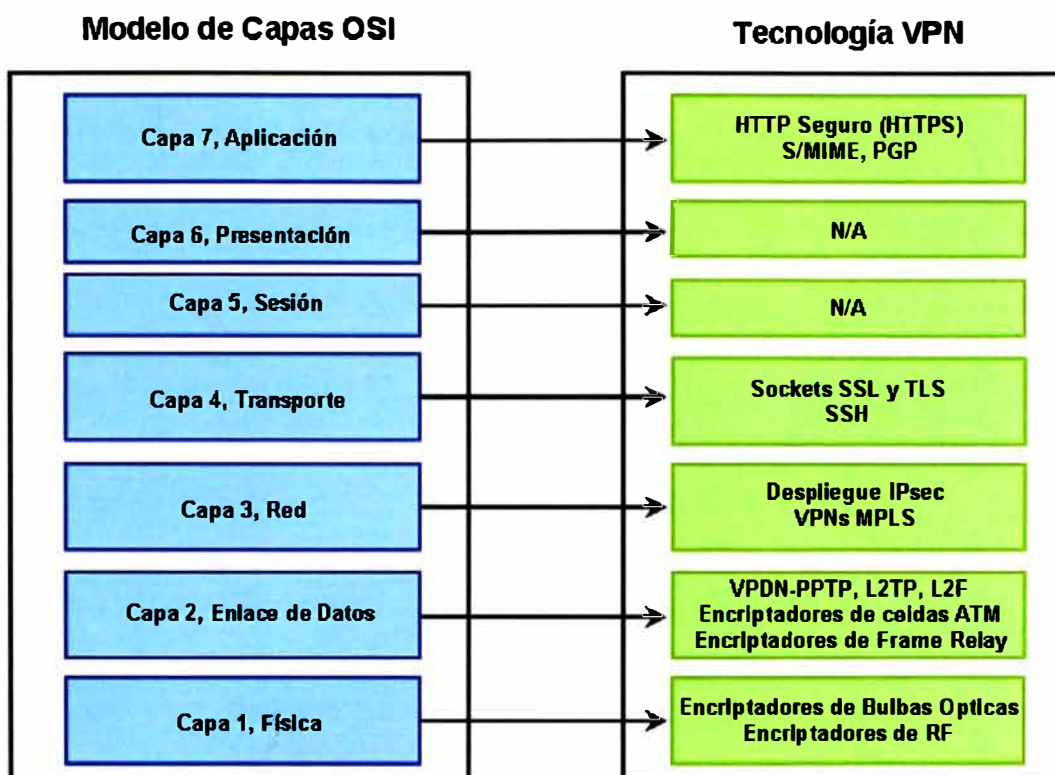 Modelo de Capas OSI
Tecnología VPN
Capa 7, Aplicación
HTTP Seguro (HTTPS)
S/MIME, PGP
Capa 6, Presentación
N/A
Capa 5, Sesión
N/A
Capa 4, Transporte
Sockets SSL y TLS
SSH
Capa 3, Red
Despliegue IPsec
VPNs MPLS
Capa 2, Enlace de Datos
VPDN-PPTP, L2TP, L2F
Encriptadores de celdas ATM
Encriptadores de Frame Relay
Capa 1, Física
Encriptadores de Bulbas Opticas
Encriptadores de RF